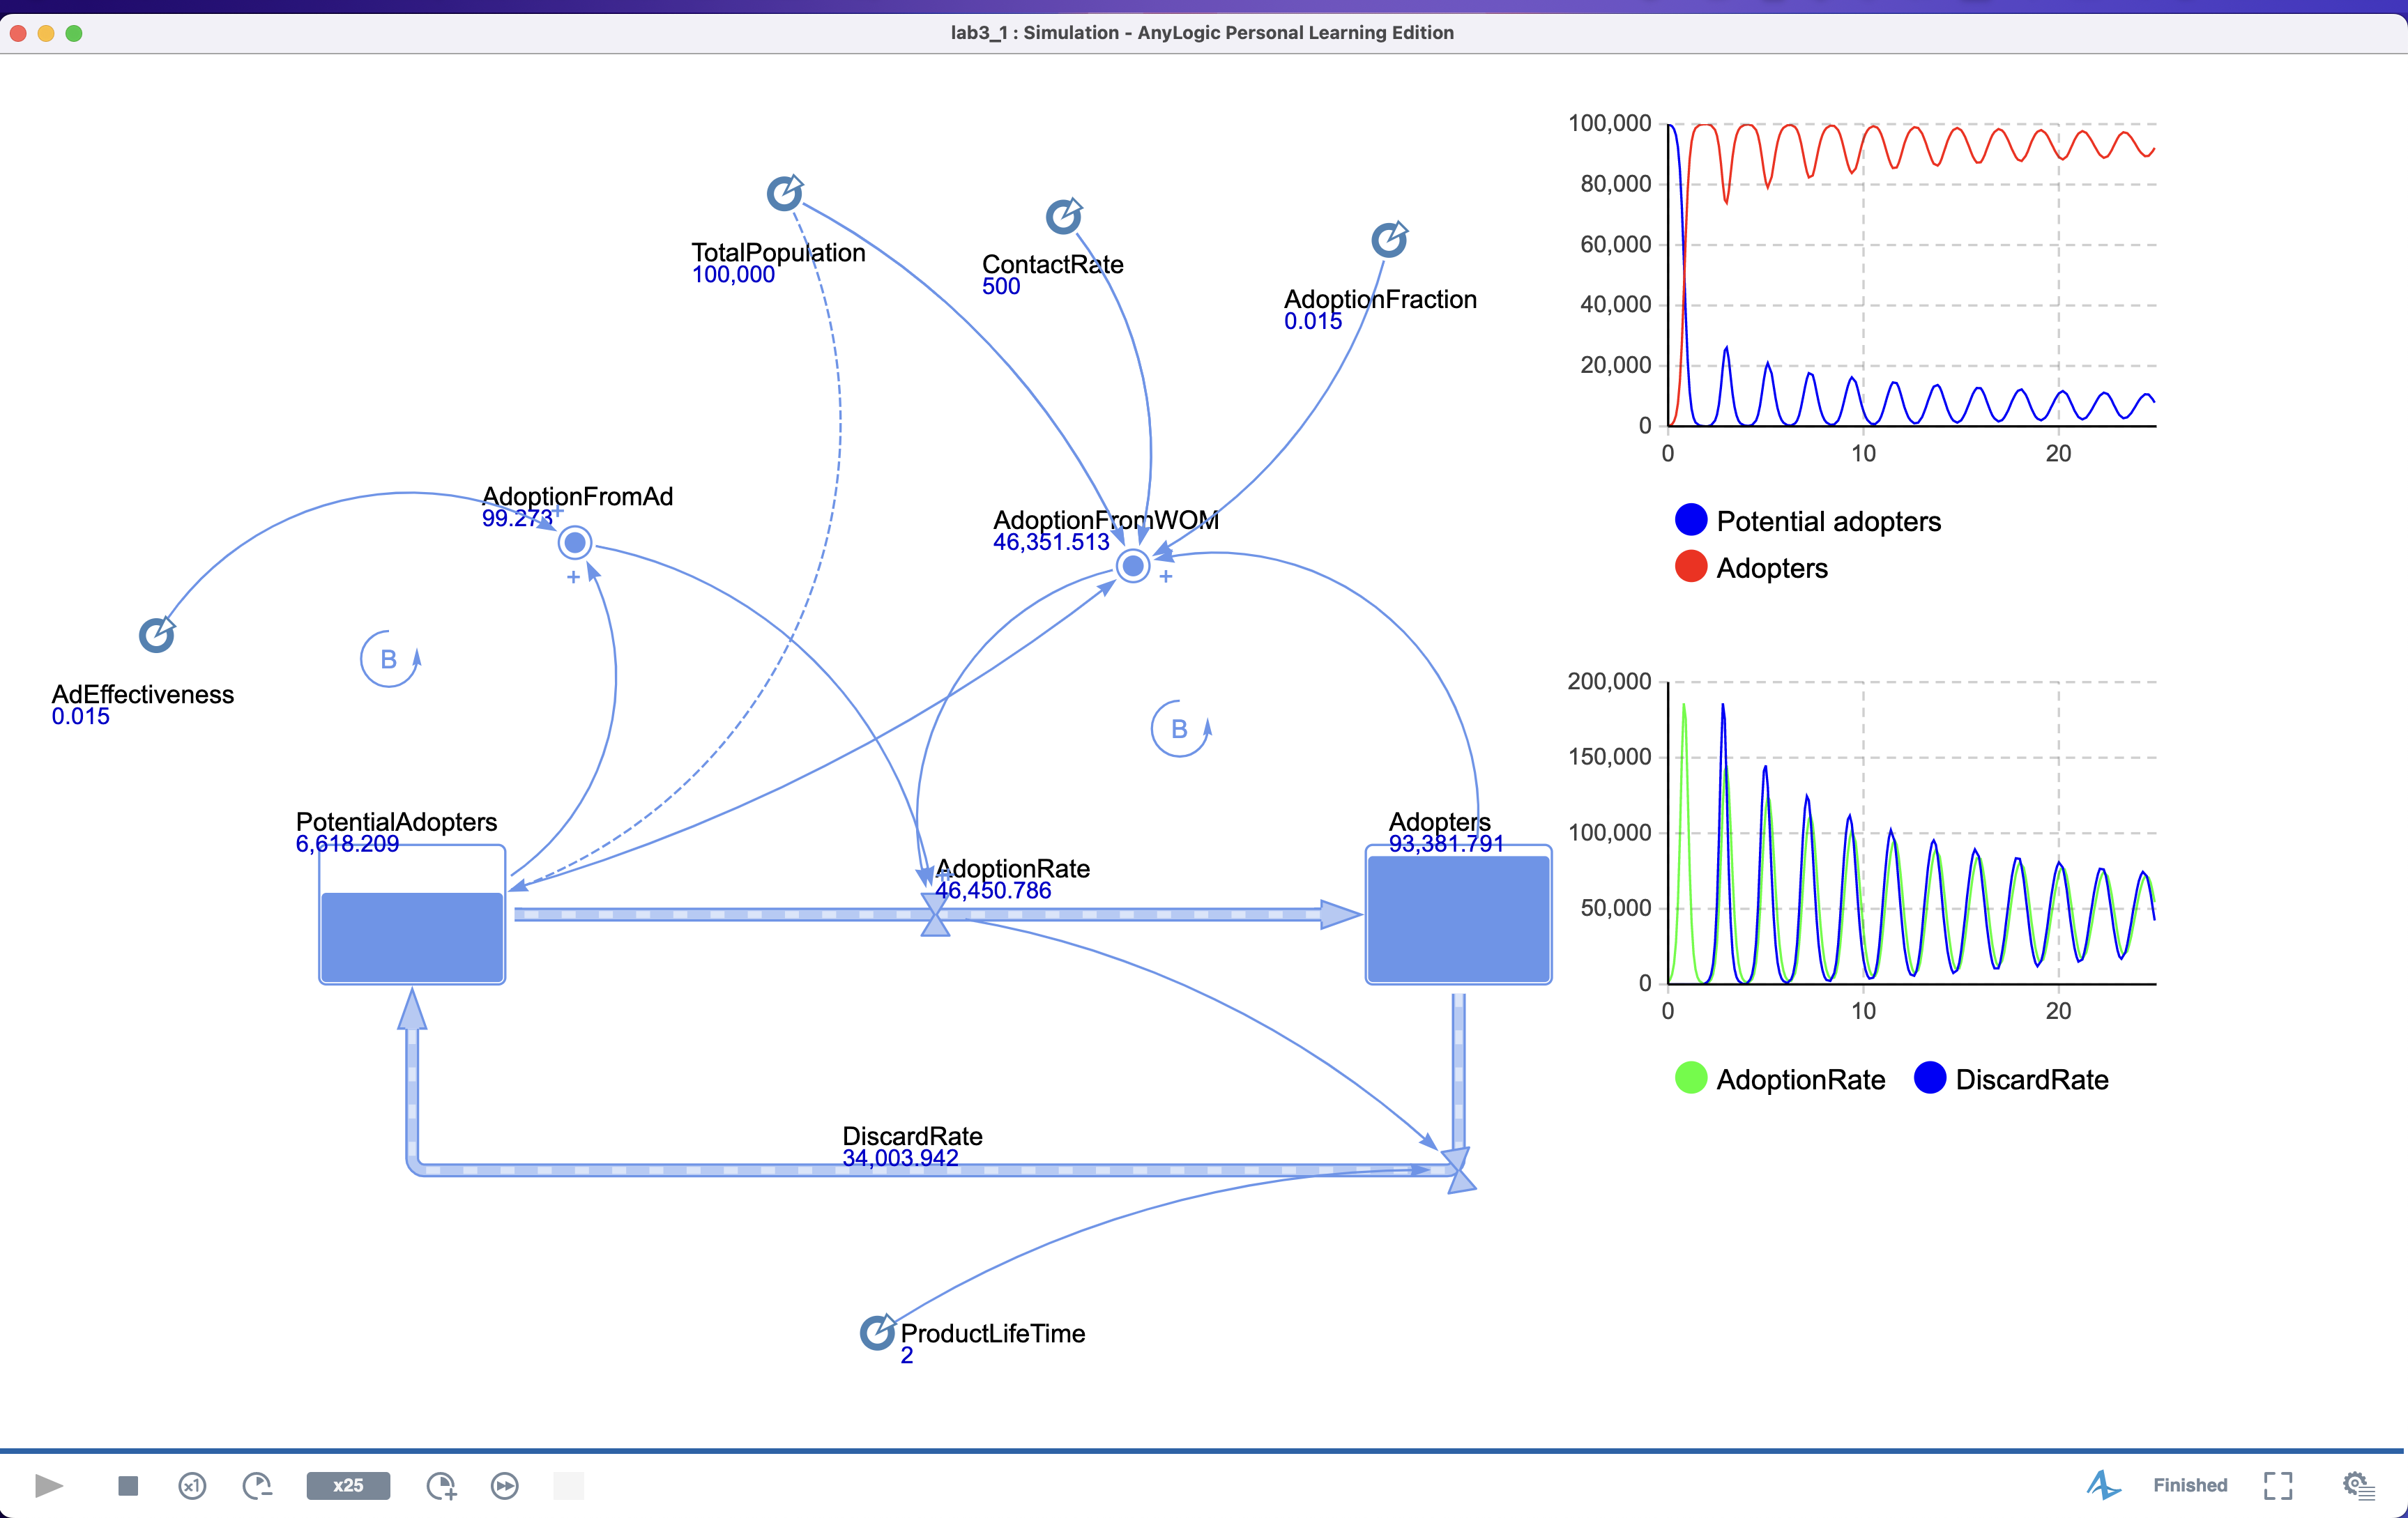 lab3_1 : Simulation - AnyLogic Personal Learning Edition
TotalPopulation
100,000
ContactRate
500
AdoptionFraction
0.015
AdoptionFromAd
99.273
+
+
AdoptionFromWOM
46,351.513
+
AdEffectiveness
0.015
B
B
PotentialAdopters
6,618.209
AdoptionRate
46,450.786
Adopters
93,381.791
DiscardRate
34,003.942
ProductLifeTime
2
100,000
80,000
60,000
40,000
20,000
0
0 10 20
Potential adopters
Adopters
200,000
150,000
100,000
50,000
0
0 10 20
AdoptionRate DiscardRate
x1
x25
Finished